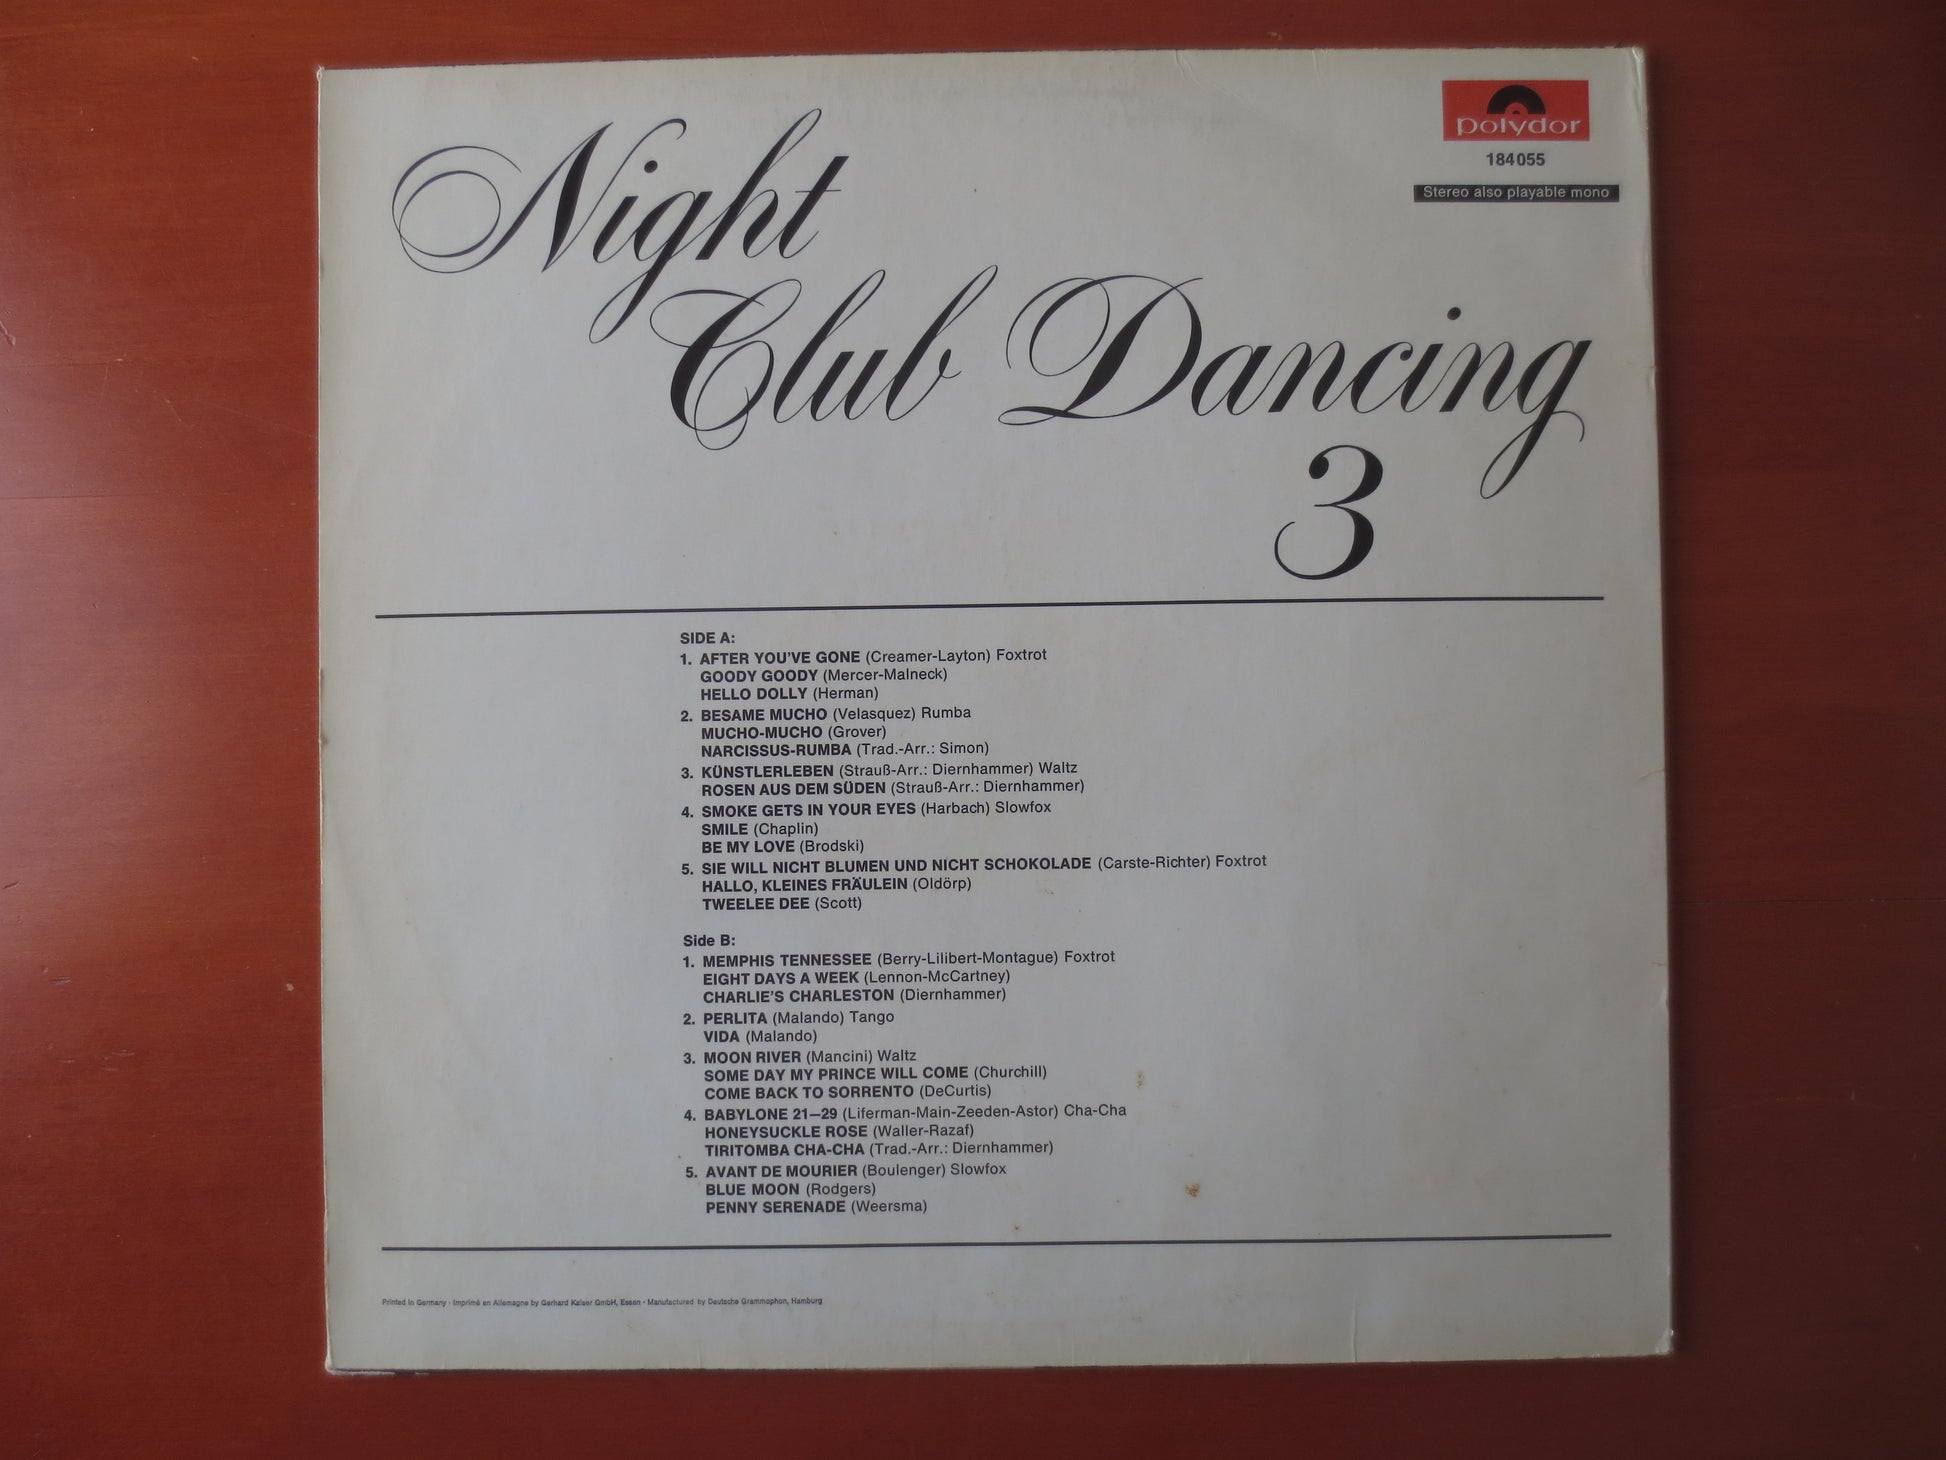 Night
Club Dancing
3
polydor
184055
Stereo also playable mono
SIDE A:
1. AFTER YOU'VE GONE (Creamer-Layton) Foxtrot
GOODY GOODY (Mercer-Malneck)
HELLO DOLLY (Herman)
2. BESAME MUCHO (Velasquez) Rumba
MUCHO-MUCHO (Grover)
NARCISSUS-RUMBA (Trad.-Arr.: Simon)
3. KÜNSTLERLEBEN (Strauß-Arr.: Diernhammer) Waltz
ROSEN AUS DEM SÜDEN (Strauß-Arr.: Diernhammer)
4. SMOKE GETS IN YOUR EYES (Harbach) Slowfox
SMILE (Chaplin)
BE MY LOVE (Brodski)
5. SIE WILL NICHT BLUMEN UND NICHT SCHOKOLADE (Carste-Richter) Foxtrot
HALLO, KLEINES FRÄULEIN (Oldörp)
TWEELEE DEE (Scott)
Side B:
1. MEMPHIS TENNESSEE (Berry-Lilibert-Montague) Foxtrot
EIGHT DAYS A WEEK (Lennon-McCartney)
CHARLIE'S CHARLESTON (Diernhammer)
2. PERLITA (Malando) Tango
VIDA (Malando)
3. MOON RIVER (Mancini) Waltz
SOME DAY MY PRINCE WILL COME (Churchill)
COME BACK TO SORRENTO (DeCurtis)
4. BABYLONE 21–29 (Liferman-Main-Zeeden-Astor) Cha-Cha
HONEYSUCKLE ROSE (Waller-Razaf)
TIRITOMBA CHA-CHA (Trad.-Arr.: Diernhammer)
5. AVANT DE MOURIER (Boulenger) Slowfox
BLUE MOON (Rodgers)
PENNY SERENADE (Weersma)
Printed in Germany · Imprimé en Allemagne by Gerhard Kaiser GmbH, Essen · Manufactured by Deutsche Grammophon, Hamburg